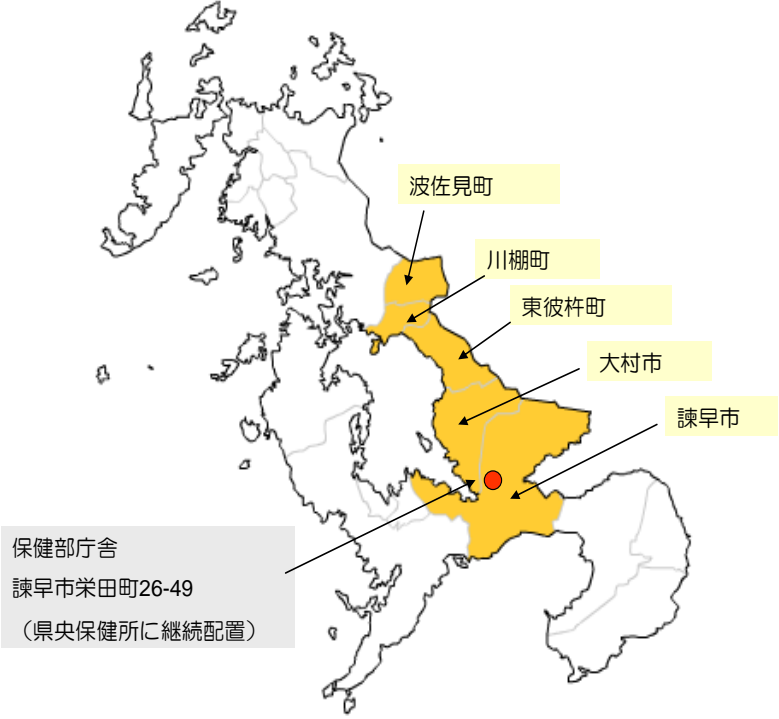 波佐見町
川棚町
東彼杵町
大村市
諫早市
保健部庁舎
諫早市栄田町26-49
（県央保健所に継続配置）